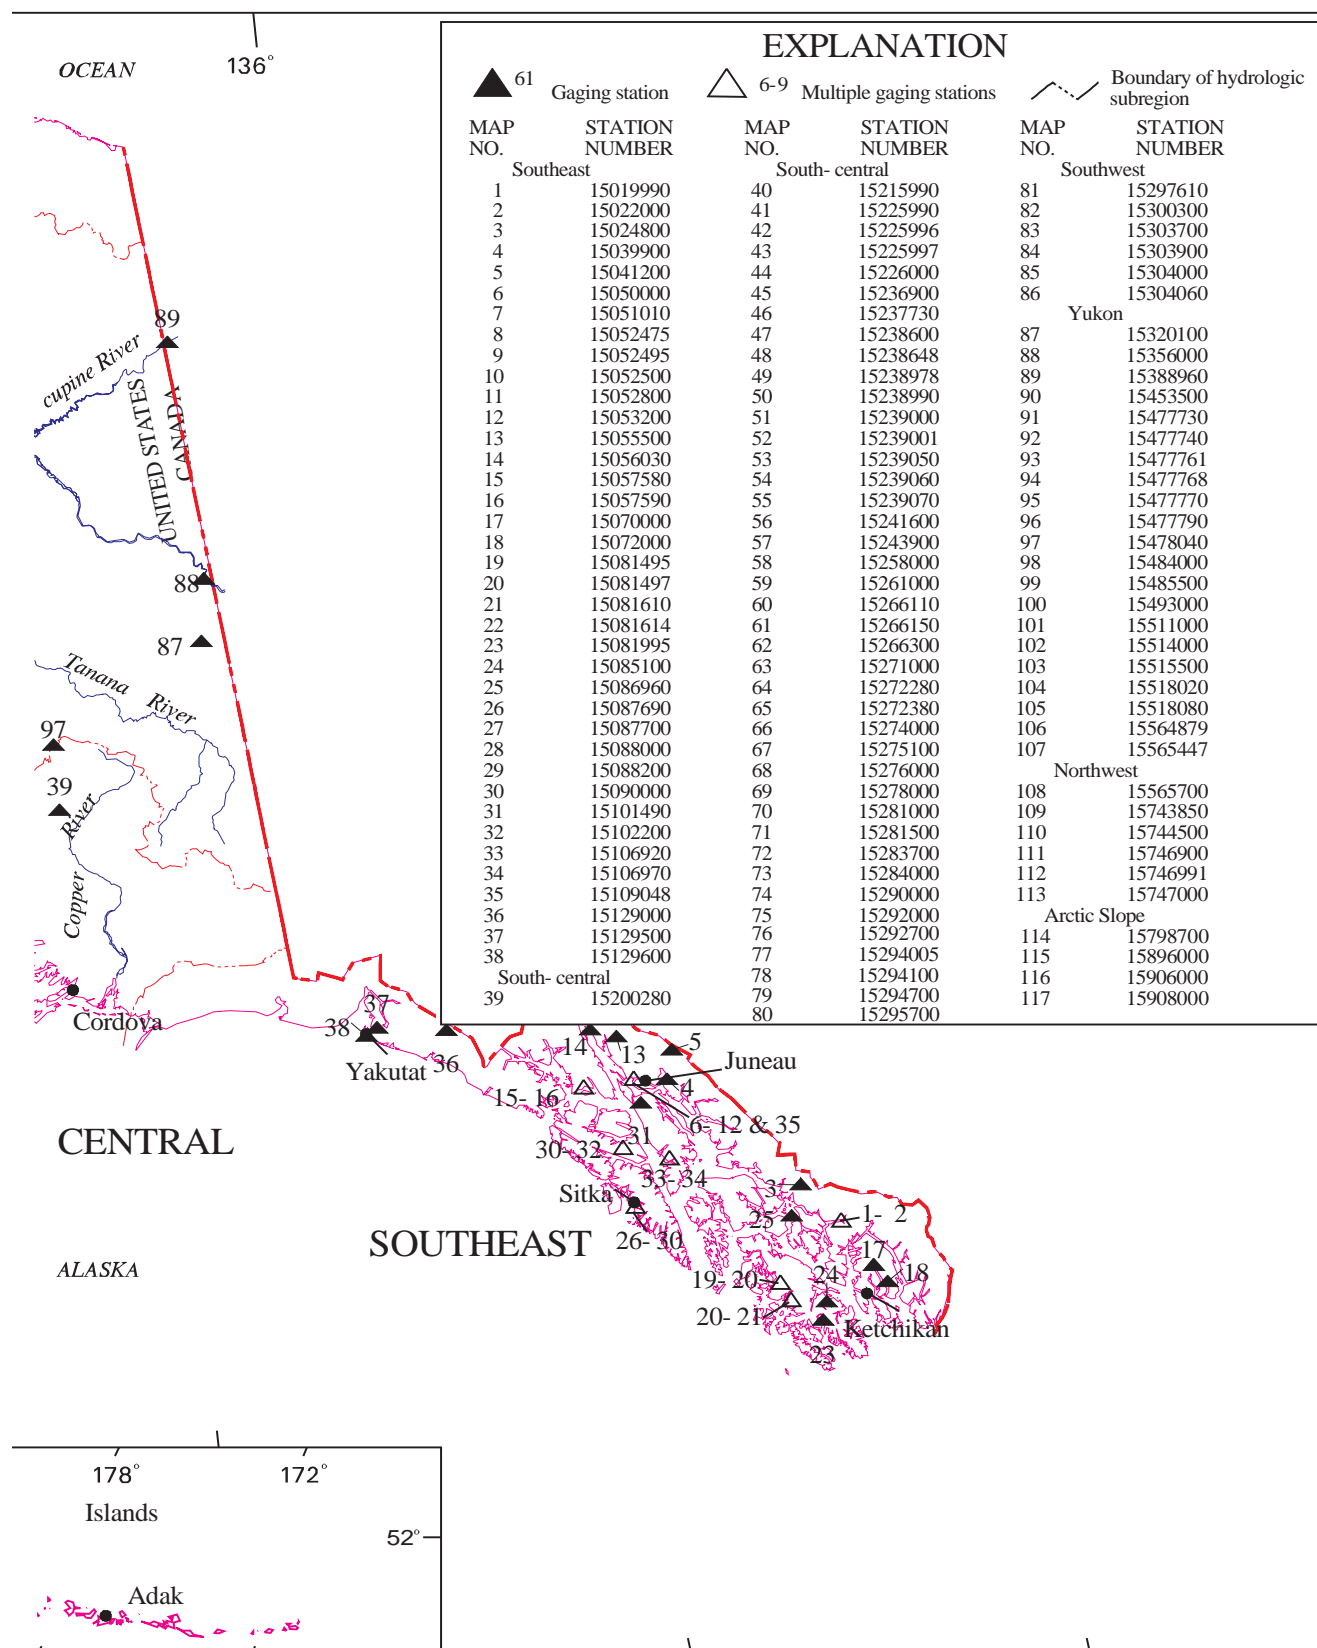 OCEAN
136°
EXPLANATION
61 Gaging station
6-9 Multiple gaging stations
Boundary of hydrologic
subregion
MAP STATION MAP STATION MAP STATION
NO. NUMBER NO. NUMBER NO. NUMBER
Southeast South- central Southwest
1 15019990 40 15215990 81 15297610
2 15022000 41 15225990 82 15300300
3 15024800 42 15225996 83 15303700
4 15039900 43 15225997 84 15303900
5 15041200 44 15226000 85 15304000
6 15050000 45 15236900 86 15304060
7 15051010 46 15237730 Yukon
8 15052475 47 15238600 87 15320100
9 15052495 48 15238648 88 15356000
10 15052500 49 15238978 89 15388960
11 15052800 50 15238990 90 15453500
12 15053200 51 15239000 91 15477730
13 15055500 52 15239001 92 15477740
14 15056030 53 15239050 93 15477761
15 15057580 54 15239060 94 15477768
16 15057590 55 15239070 95 15477770
17 15070000 56 15241600 96 15477790
18 15072000 57 15243900 97 15478040
19 15081495 58 15258000 98 15484000
20 15081497 59 15261000 99 15485500
21 15081610 60 15266110 100 15493000
22 15081614 61 15266150 101 15511000
23 15081995 62 15266300 102 15514000
24 15085100 63 15271000 103 15515500
25 15086960 64 15272280 104 15518020
26 15087690 65 15272380 105 15518080
27 15087700 66 15274000 106 15564879
28 15088000 67 15275100 107 15565447
29 15088200 68 15276000 Northwest
30 15090000 69 15278000 108 15565700
31 15101490 70 15281000 109 15743850
32 15102200 71 15281500 110 15744500
33 15106920 72 15283700 111 15746900
34 15106970 73 15284000 112 15746991
35 15109048 74 15290000 113 15747000
36 15129000 75 15292000 Arctic Slope
37 15129500 76 15292700 114 15798700
38 15129600 77 15294005 115 15896000
South- central 78 15294100 116 15906000
39 15200280 79 15294700 117 15908000
80 15295700
89
cupine River
UNITED STATES
CANADA
88
87
Tanana River
97
39
River
Copper
Cordova
37
38
Yakutat
36
14
13
5
Juneau
4
15- 16
6- 12 & 35
31
30- 32
33- 34
CENTRAL
Sitka
3
25
1- 2
26- 30
SOUTHEAST
17
18
ALASKA
19- 20
24
20- 21
Ketchikan
23
178°
172°
Islands
52°
Adak